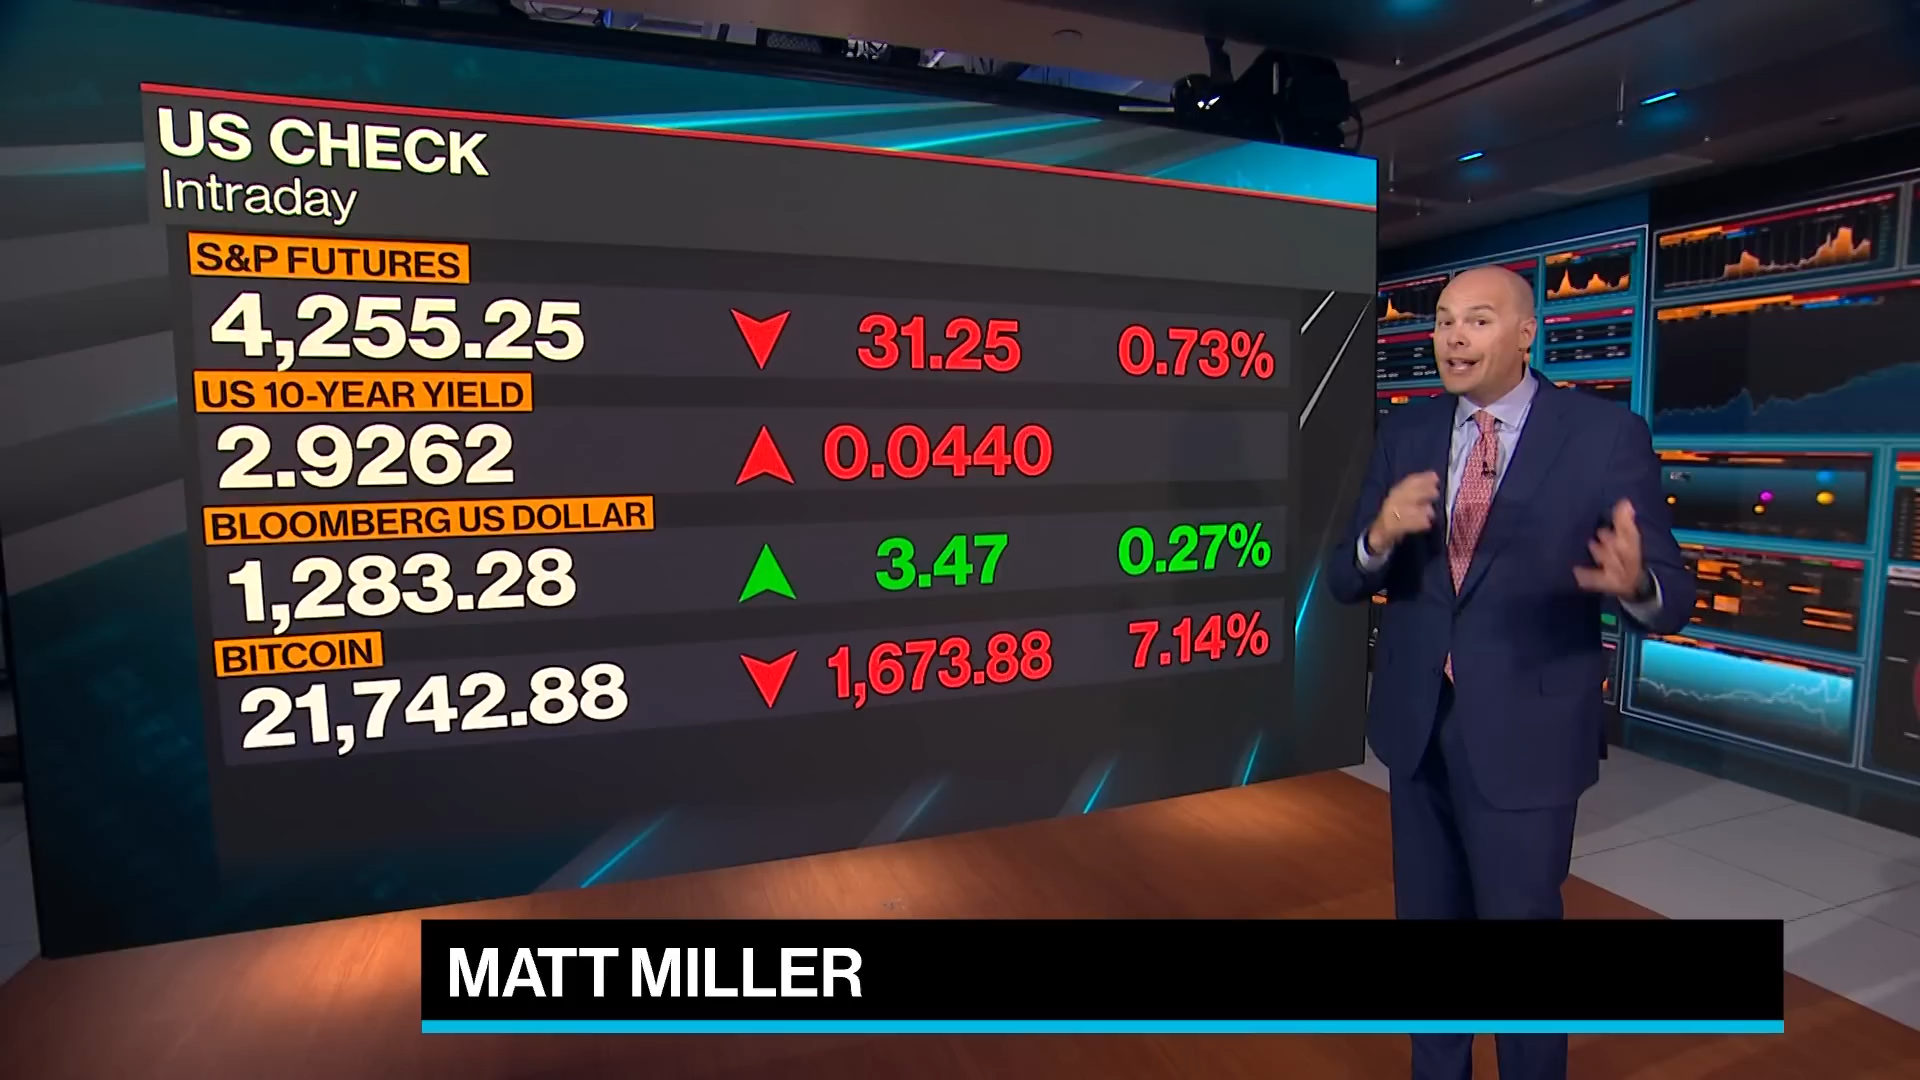 US CHECK
Intraday
S&P FUTURES
4,255.25 31.25 0.73%
US 10-YEAR YIELD
2.9262 0.0440
BLOOMBERG US DOLLAR
1,283.28 3.47 0.27%
BITCOIN
21,742.88 1,673.88 7.14%
MATT MILLER